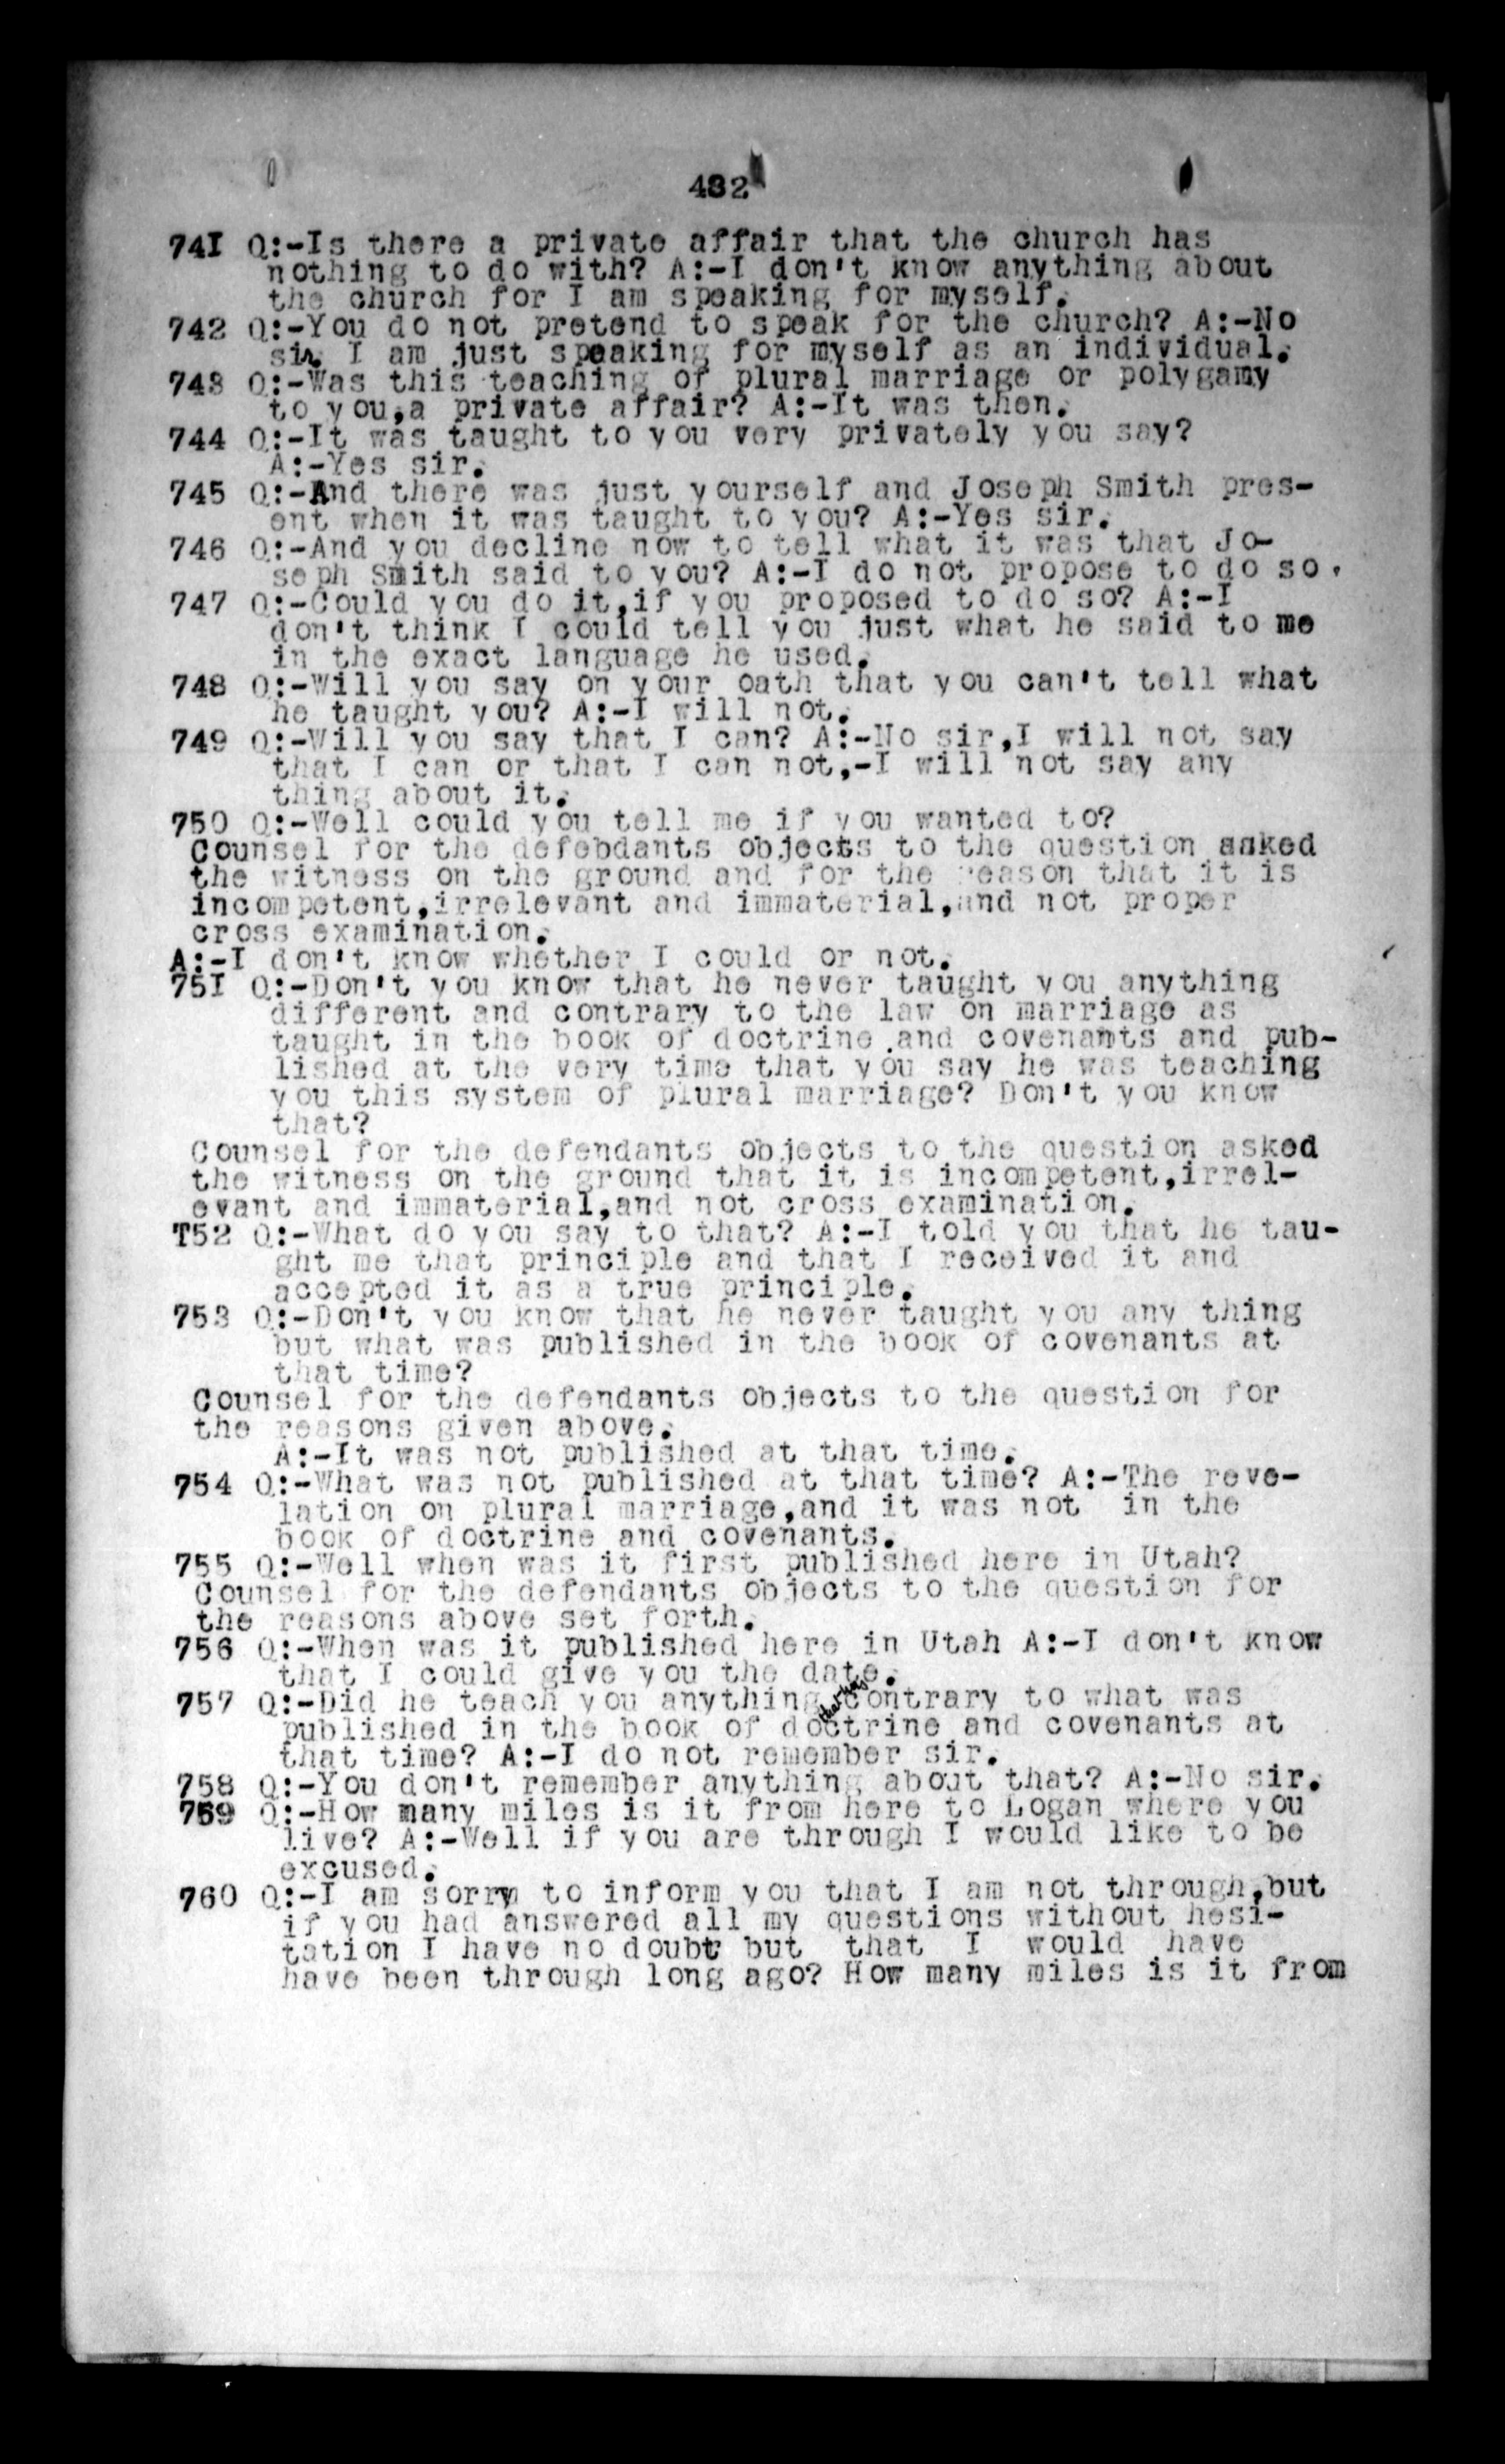 432
741 Q:-Is there a private affair that the church has
nothing to do with? A:-I don't know anything about
the church for I am speaking for myself.
742 Q:-You do not pretend to speak for the church? A:-No
sir. I am just speaking for myself as an individual.
743 Q:-Was this teaching of plural marriage or polygamy
to you,a private affair? A:-It was then.
744 Q:-It was taught to you very privately you say?
A:-Yes sir.
745 Q:-And there was just yourself and Joseph Smith pres-
ent when it was taught to you? A:-Yes sir.
746 Q:-And you decline now to tell what it was that Jo-
seph Smith said to you? A:-I do not propose to do so.
747 Q:-Could you do it,if you proposed to do so? A:-I
don't think I could tell you just what he said to me
in the exact language he used.
748 Q:-Will you say on your oath that you can't tell what
he taught you? A:-I will not.
749 Q:-Will you say that I can? A:-No sir,I will not say
that I can or that I can not,-I will not say any
thing about it.
750 Q:-Well could you tell me if you wanted to?
Counsel for the defebdants objects to the question asked
the witness on the ground and for the reason that it is
incompetent,irrelevant and immaterial,and not proper
cross examination.
A:-I don't know whether I could or not.
751 Q:-Don't you know that he never taught you anything
different and contrary to the law on marriage as
taught in the book of doctrine and covenants and pub-
lished at the very time that you say he was teaching
you this system of plural marriage? Don't you know
that?
Counsel for the defendants objects to the question asked
the witness on the ground that it is incompetent,irrel-
evant and immaterial,and not cross examination.
T52 Q:-What do you say to that? A:-I told you that he tau-
ght me that principle and that I received it and
accepted it as a true principle.
753 Q:-Don't you know that he never taught you any thing
but what was published in the book of covenants at
that time?
Counsel for the defendants objects to the question for
the reasons given above.
A:-It was not published at that time.
754 Q:-What was not published at that time? A:-The reve-
lation on plural marriage,and it was not in the
book of doctrine and covenants.
755 Q:-Well when was it first published here in Utah?
Counsel for the defendants objects to the question for
the reasons above set forth.
756 Q:-When was it published here in Utah A:-I don't know
that I could give you the date.
757 Q:-Did he teach you anything that was contrary to what was
published in the book of doctrine and covenants at
that time? A:-I do not remember sir.
758 Q:-You don't remember anything about that? A:-No sir.
759 Q:-How many miles is it from here to Logan where you
live? A:-Well if you are through I would like to be
excused.
760 Q:-I am sorry to inform you that I am not through,but
if you had answered all my questions without hesi-
tation I have no doubt but that I would have
have been through long ago? How many miles is it from